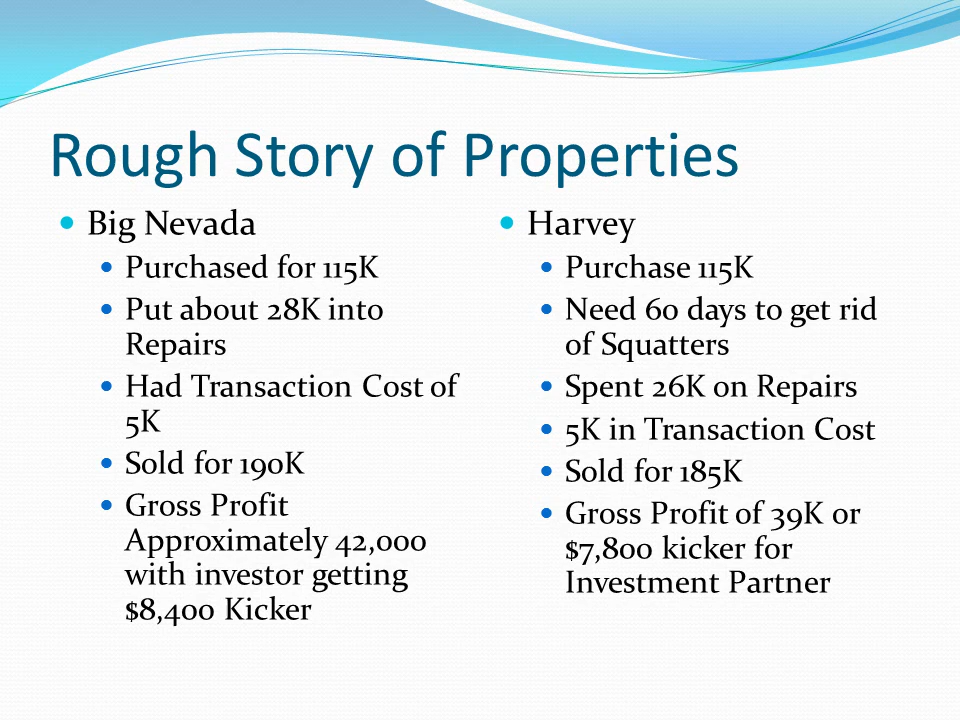 Rough Story of Properties
Big Nevada
Purchased for 115K
Put about 28K into
Repairs
Had Transaction Cost of
5K
Sold for 190K
Gross Profit
Approximately 42,000
with investor getting
$8,400 Kicker
Harvey
Purchase 115K
Need 60 days to get rid
of Squatters
Spent 26K on Repairs
5K in Transaction Cost
Sold for 185K
Gross Profit of 39K or
$7,800 kicker for
Investment Partner